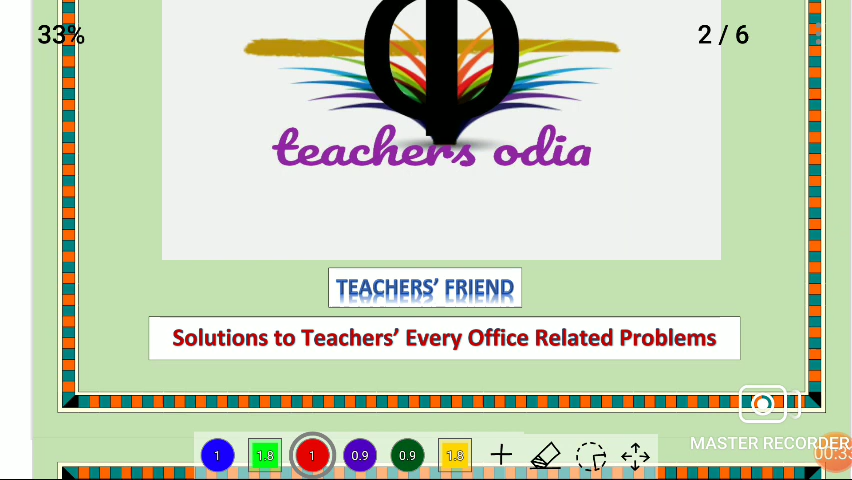 33%
2 / 6
teachers odia
TEACHERS' FRIEND
Solutions to Teachers' Every Office Related Problems
MASTER RECORDER
1
1.8
1
0.9
0.9
1.8